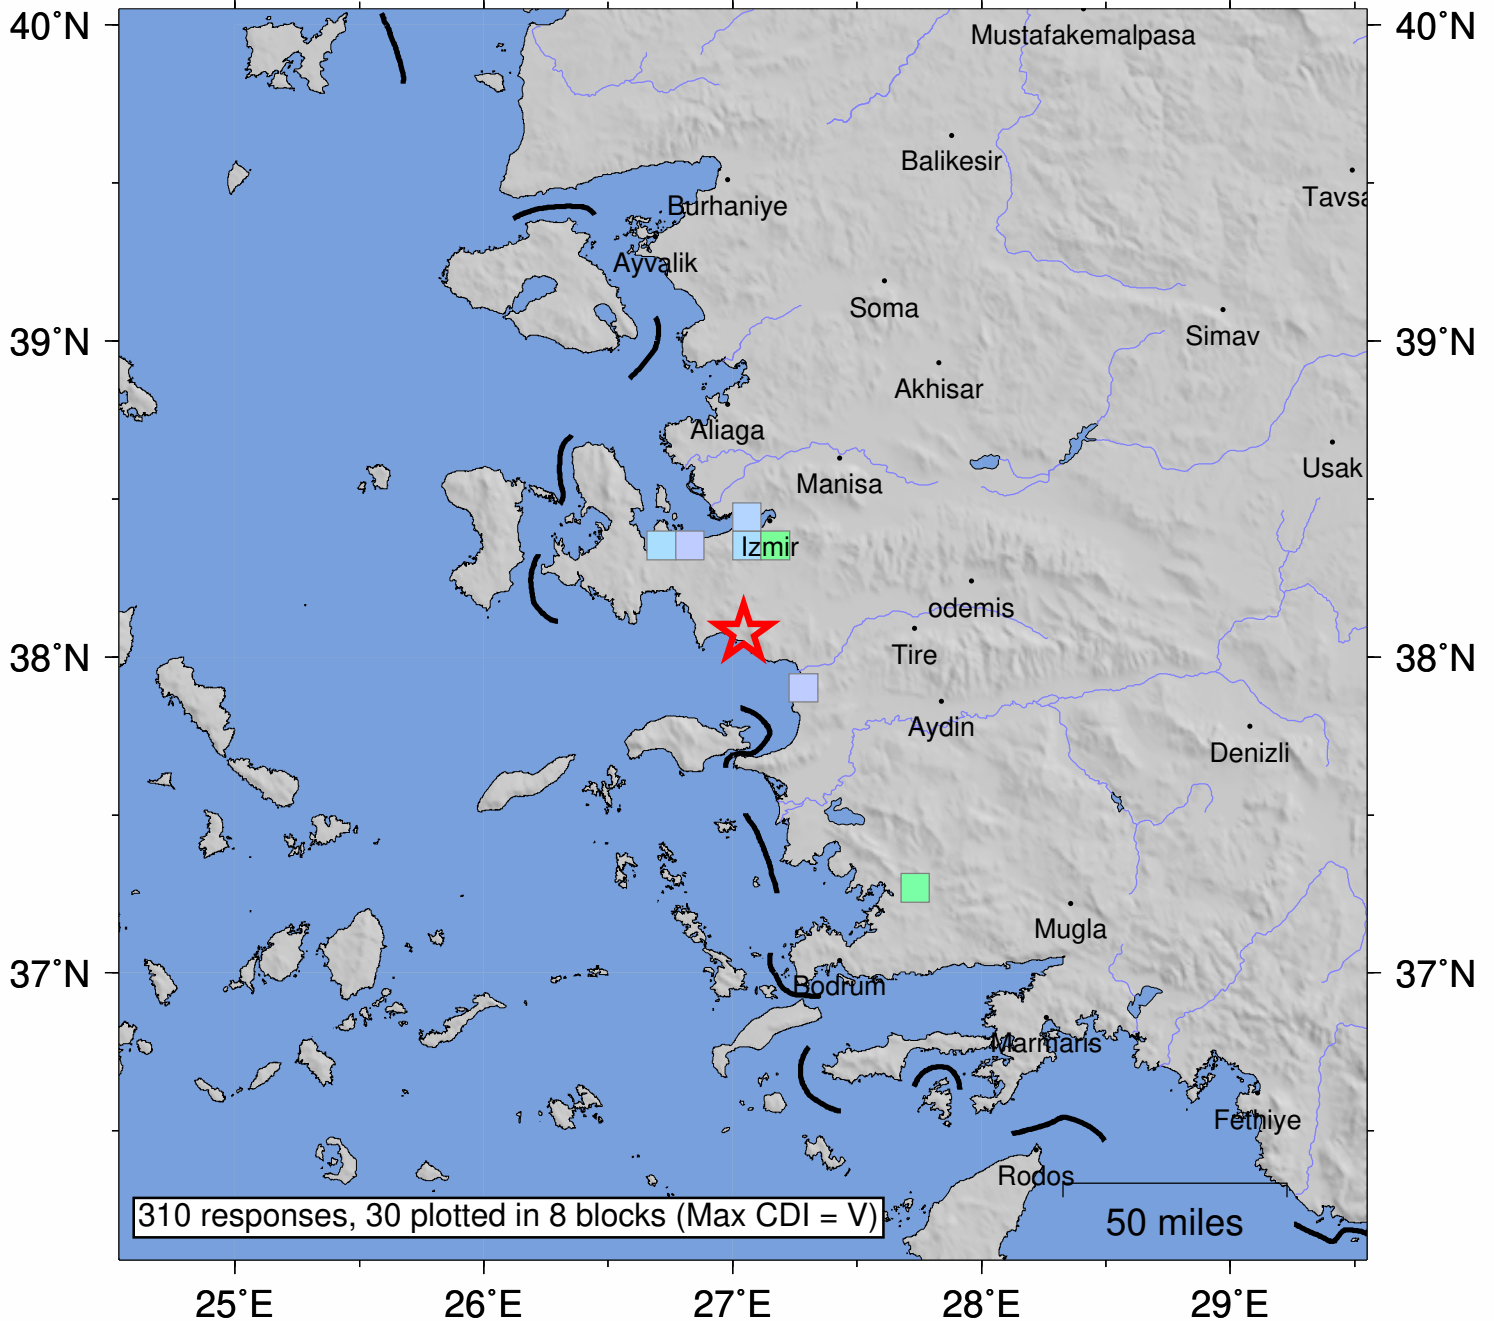 40°N
40°N
Mustafakemalpasa
Balikesir
Tavsa
Burhaniye
Ayvalik
Soma
Simav
39°N
39°N
Akhisar
Aliaga
Usak
Manisa
Izmir
odemis
38°N
Tire
38°N
Aydin
Denizli
Mugla
37°N
Bodrum
37°N
Marmaris
Fethiye
Rodos
310 responses, 30 plotted in 8 blocks (Max CDI = V)
50 miles
25°E
26°E
27°E
28°E
29°E